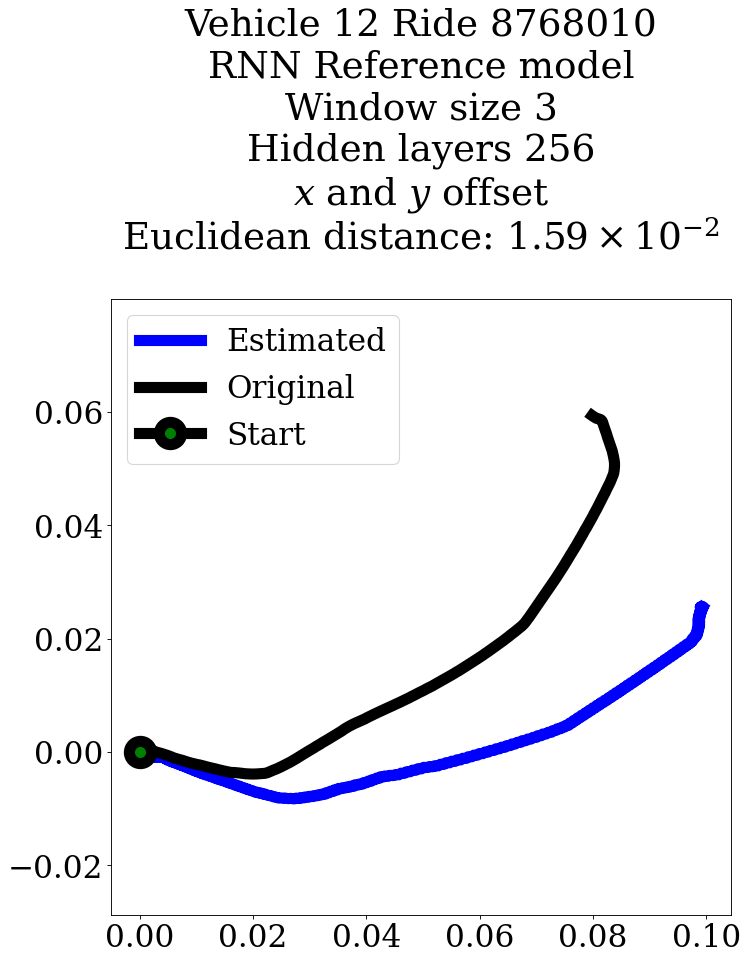 Vehicle 12 Ride 8768010
RNN Reference model
Window size 3
Hidden layers 256
x and y offset
Euclidean distance: 1.59 × 10⁻²
Estimated
Original
Start
0.06
0.04
0.02
0.00
−0.02
0.00 0.02 0.04 0.06 0.08 0.10